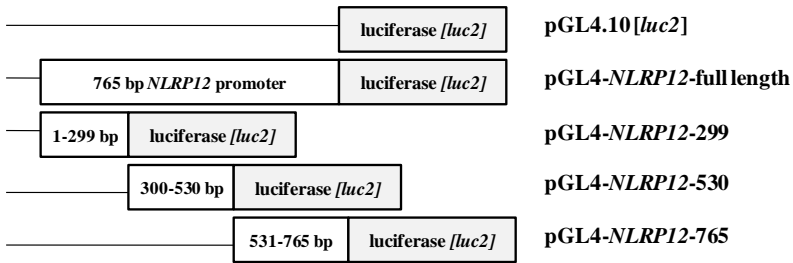 luciferase [luc2] pGL4.10 [luc2]
765 bp NLRP12 promoter luciferase [luc2] pGL4-NLRP12-full length
1-299 bp luciferase [luc2] pGL4-NLRP12-299
300-530 bp luciferase [luc2] pGL4-NLRP12-530
531-765 bp luciferase [luc2] pGL4-NLRP12-765